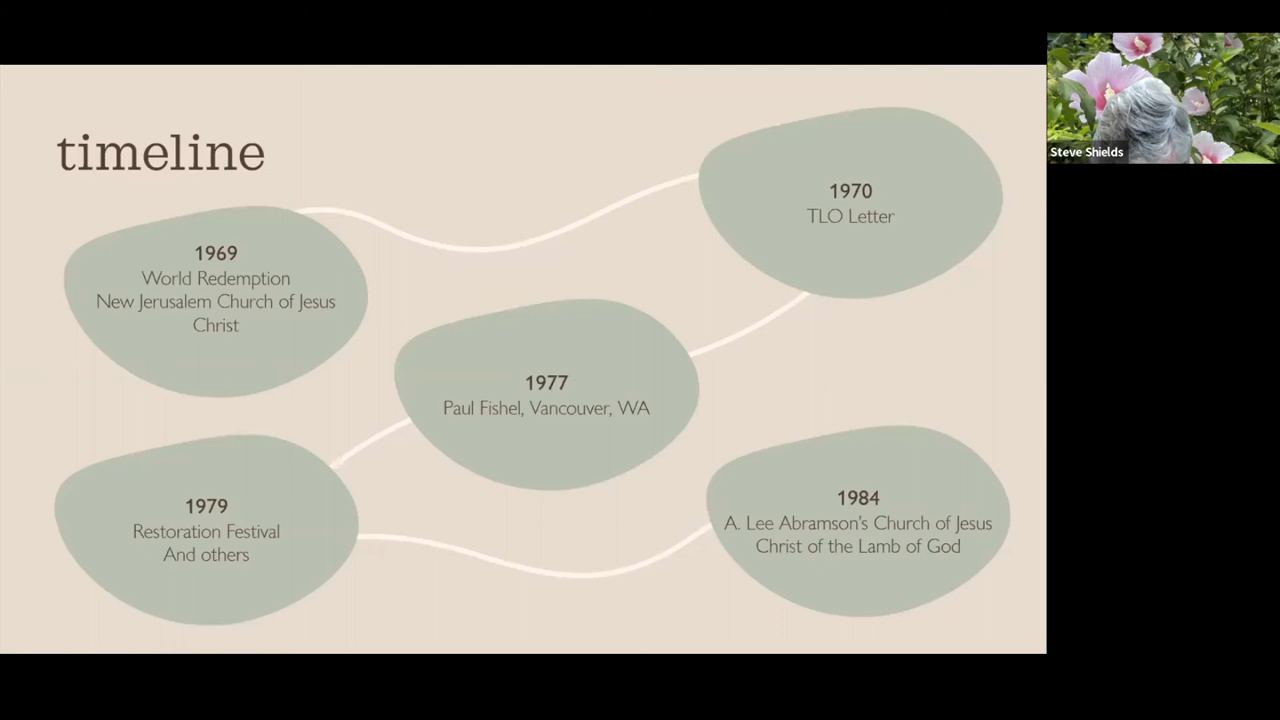 timeline
1969
World Redemption
New Jerusalem Church of Jesus
Christ
1970
TLO Letter
1977
Paul Fishel, Vancouver, WA
1979
Restoration Festival
And others
1984
A. Lee Abramson's Church of Jesus
Christ of the Lamb of God
Steve Shields